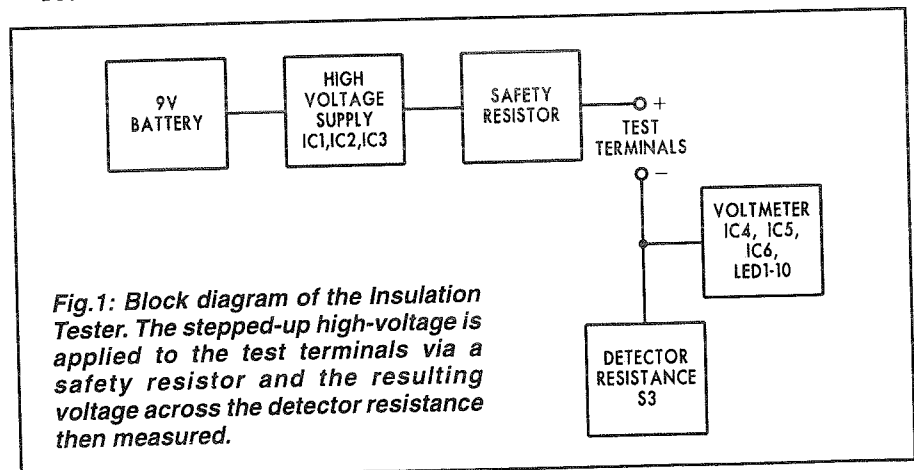 9V
BATTERY
HIGH
VOLTAGE
SUPPLY
IC1,IC2,IC3
SAFETY
RESISTOR
+
TEST
TERMINALS
−
VOLTMETER
IC4, IC5,
IC6,
LED1-10
DETECTOR
RESISTANCE
S3
Fig.1: Block diagram of the Insulation
Tester. The stepped-up high-voltage is
applied to the test terminals via a
safety resistor and the resulting
voltage across the detector resistance
then measured.